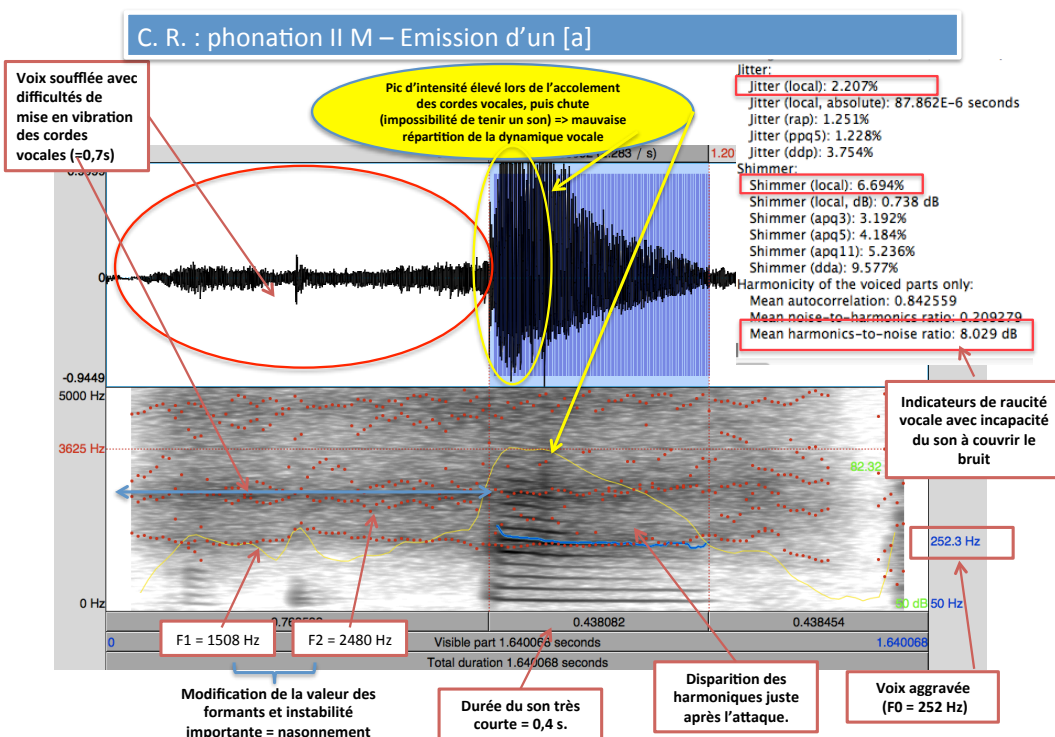 C. R. : phonation II M – Emission d'un [a]
Voix soufflée avec
difficultés de
mise en vibration
des cordes
vocales (=0,7s)
Pic d'intensité élevé lors de l'accolement
des cordes vocales, puis chute
(impossibilité de tenir un son) => mauvaise
répartition de la dynamique vocale
/ s)
1.20
Jitter:
Jitter (local): 2.207%
Jitter (local, absolute): 87.862E-6 seconds
Jitter (rap): 1.251%
Jitter (ppq5): 1.228%
Jitter (ddp): 3.754%
Shimmer:
Shimmer (local): 6.694%
Shimmer (local, dB): 0.738 dB
Shimmer (apq3): 3.192%
Shimmer (apq5): 4.184%
Shimmer (apq11): 5.236%
Shimmer (dda): 9.577%
Harmonicity of the voiced parts only:
Mean autocorrelation: 0.842559
Mean noise-to-harmonics ratio: 0.209279
Mean harmonics-to-noise ratio: 8.029 dB
0
-0.9449
5000 Hz
3625 Hz
0 Hz
Indicateurs de raucité
vocale avec incapacité
du son à couvrir le
bruit
82.32
252.3 Hz
dB
50 Hz
0.438082
0.438454
0
Visible part 1.640068 seconds
1.640068
Total duration 1.640068 seconds
F1 = 1508 Hz
F2 = 2480 Hz
Modification de la valeur des
formants et instabilité
importante = nasonnement
Durée du son très
courte = 0,4 s.
Disparition des
harmoniques juste
après l'attaque.
Voix aggravée
(F0 = 252 Hz)